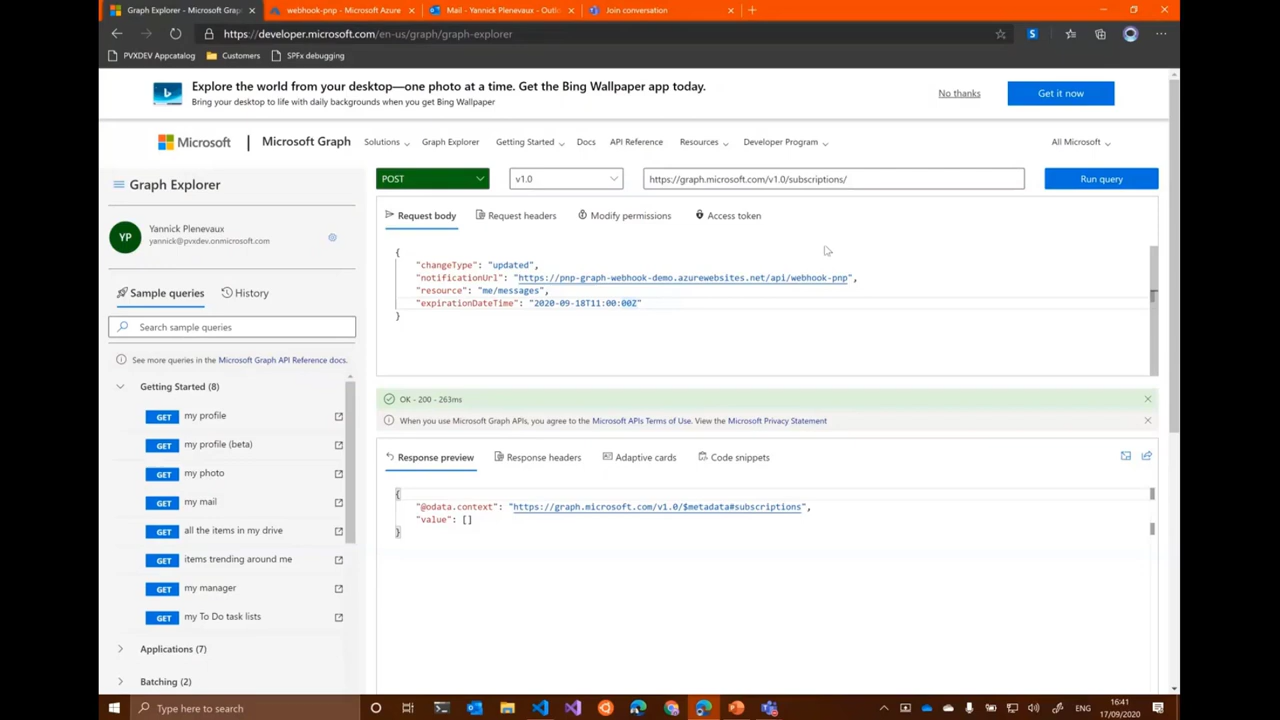 Graph Explorer - Microsoft Grap
webhook-pnp - Microsoft Azure
Mail - Yannick Plenevaux - Outl
Join conversation
https://developer.microsoft.com/en-us/graph/graph-explorer
PVXDEV Appcatalog
Customers
SPFx debugging
Explore the world from your desktop—one photo at a time. Get the Bing Wallpaper app today.
Bring your desktop to life with daily backgrounds when you get Bing Wallpaper
No thanks
Get it now
Microsoft
Microsoft Graph
Solutions
Graph Explorer
Getting Started
Docs
API Reference
Resources
Developer Program
All Microsoft
Graph Explorer
POST
v1.0
https://graph.microsoft.com/v1.0/subscriptions/
Run query
YP
Yannick Plenevaux
yannick@pvxdev.onmicrosoft.com
Request body
Request headers
Modify permissions
Access token
{
"changeType": "updated",
"notificationUrl": "https://pnp-graph-webhook-demo.azurewebsites.net/api/webhook-pnp",
"resource": "me/messages",
"expirationDateTime": "2020-09-18T11:00:00Z"
}
Sample queries
History
Search sample queries
See more queries in the Microsoft Graph API Reference docs.
Getting Started (8)
GET my profile
GET my profile (beta)
GET my photo
GET my mail
GET all the items in my drive
GET items trending around me
GET my manager
GET my To Do task lists
Applications (7)
Batching (2)
OK - 200 - 263ms
When you use Microsoft Graph APIs, you agree to the Microsoft APIs Terms of Use. View the Microsoft Privacy Statement
Response preview
Response headers
Adaptive cards
Code snippets
{
"@odata.context": "https://graph.microsoft.com/v1.0/$metadata#subscriptions",
"value": []
}
Type here to search
ENG
16:41
17/09/2020